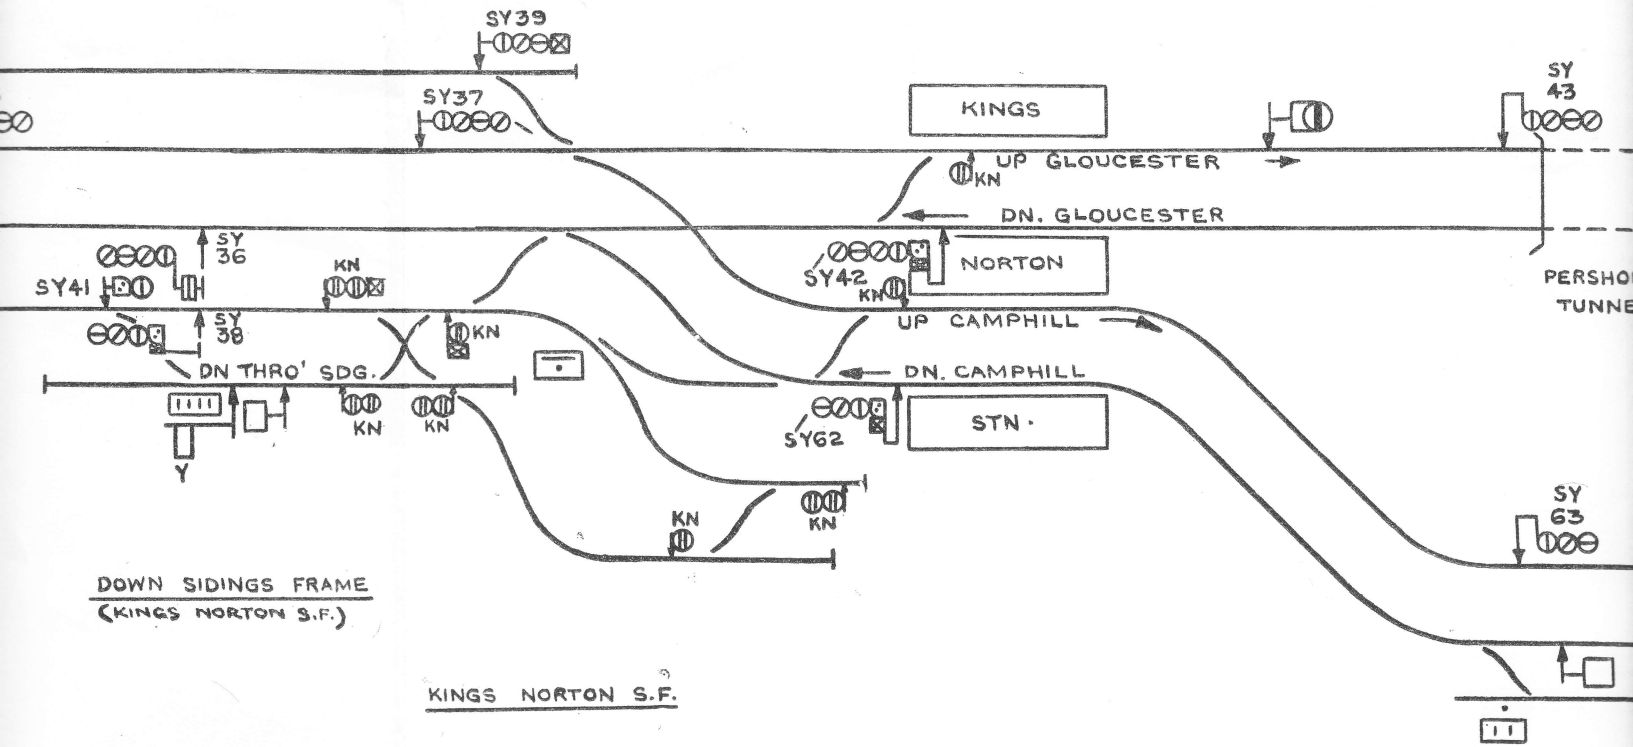 SY39
SY37
KINGS
SY
43
UP GLOUCESTER
KN
DN. GLOUCESTER
SY
36
SY41
KN
SY42
KN
NORTON
PERSHO
TUNNE
SY
38
KN
UP CAMPHILL
DN THRO' SDG.
DN. CAMPHILL
KN
KN
SY62
STN.
Y
KN
KN
SY
63
DOWN SIDINGS FRAME
(KINGS NORTON S.F.)
KINGS NORTON S.F.